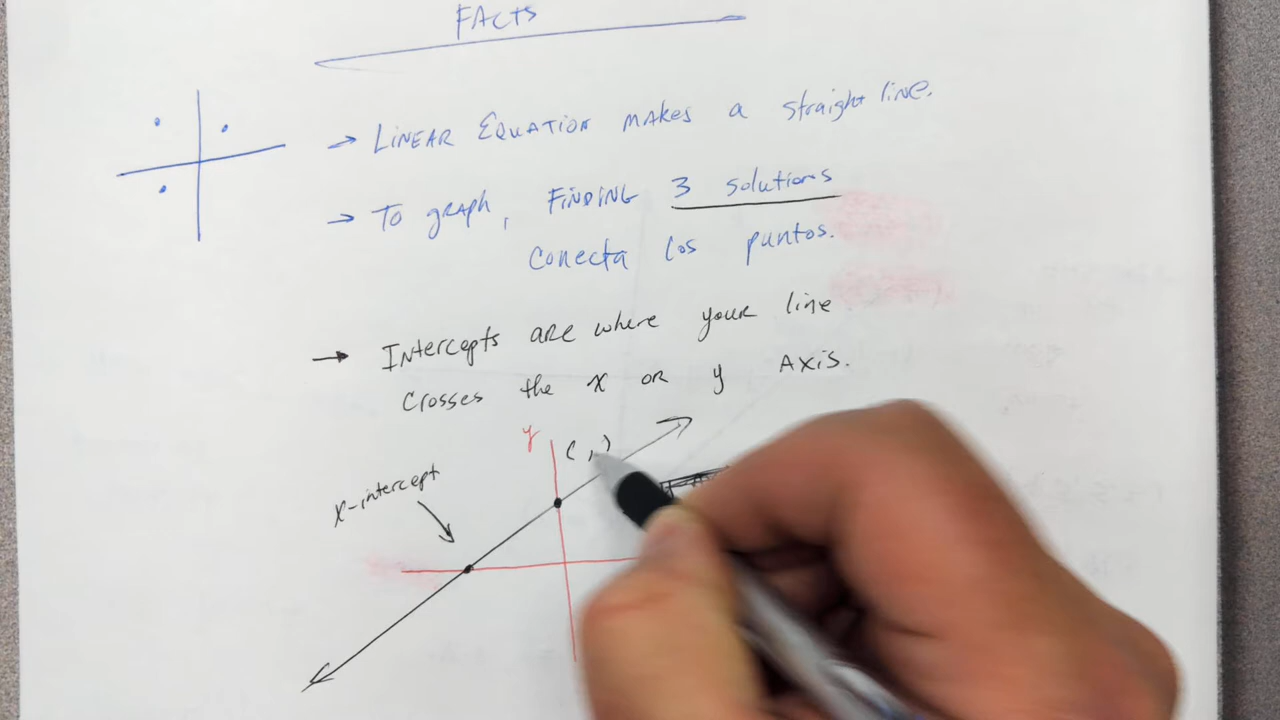 FACTS
→ LINEAR EQUATION MAKES a straight line.
→ To graph, FINDING 3 solutions
Conecta los puntos.
→ Intercepts are where your line
crosses the x or y Axis.
y
( , )
x-intercept